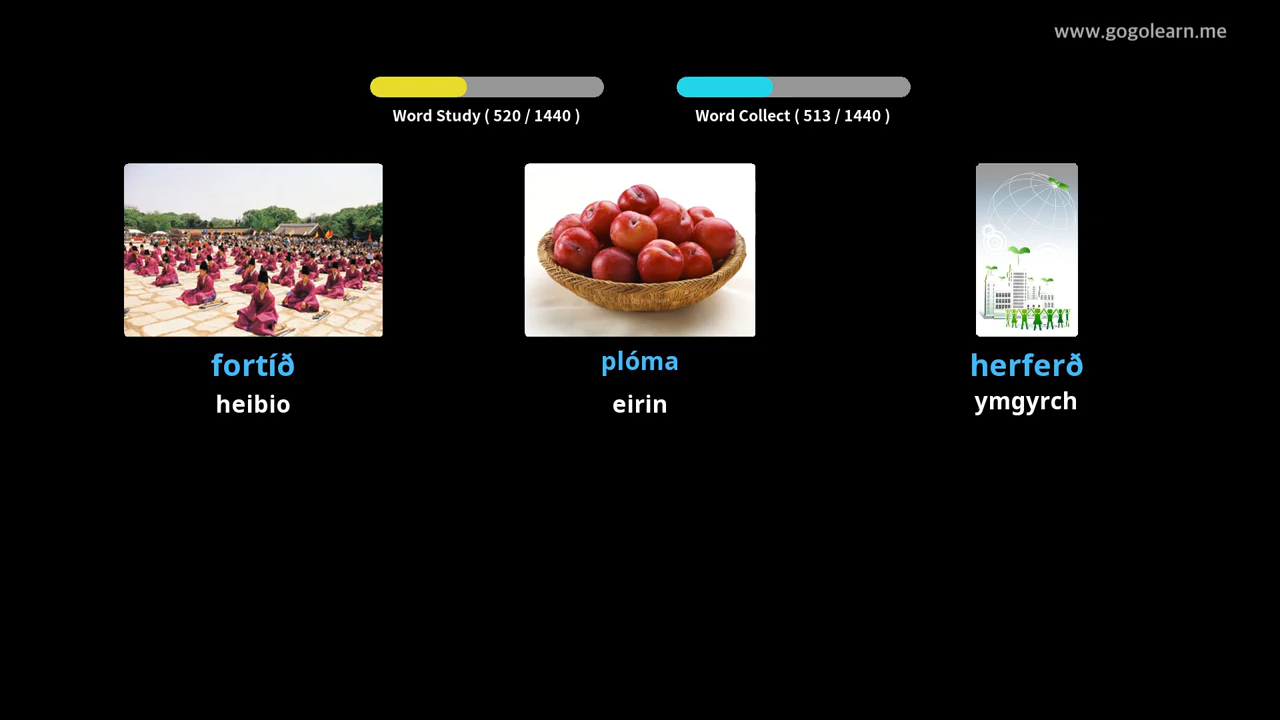 www.gogolearn.me
Word Study ( 520 / 1440 )
Word Collect ( 513 / 1440 )
fortíð
plóma
herferð
heibio
eirin
ymgyrch